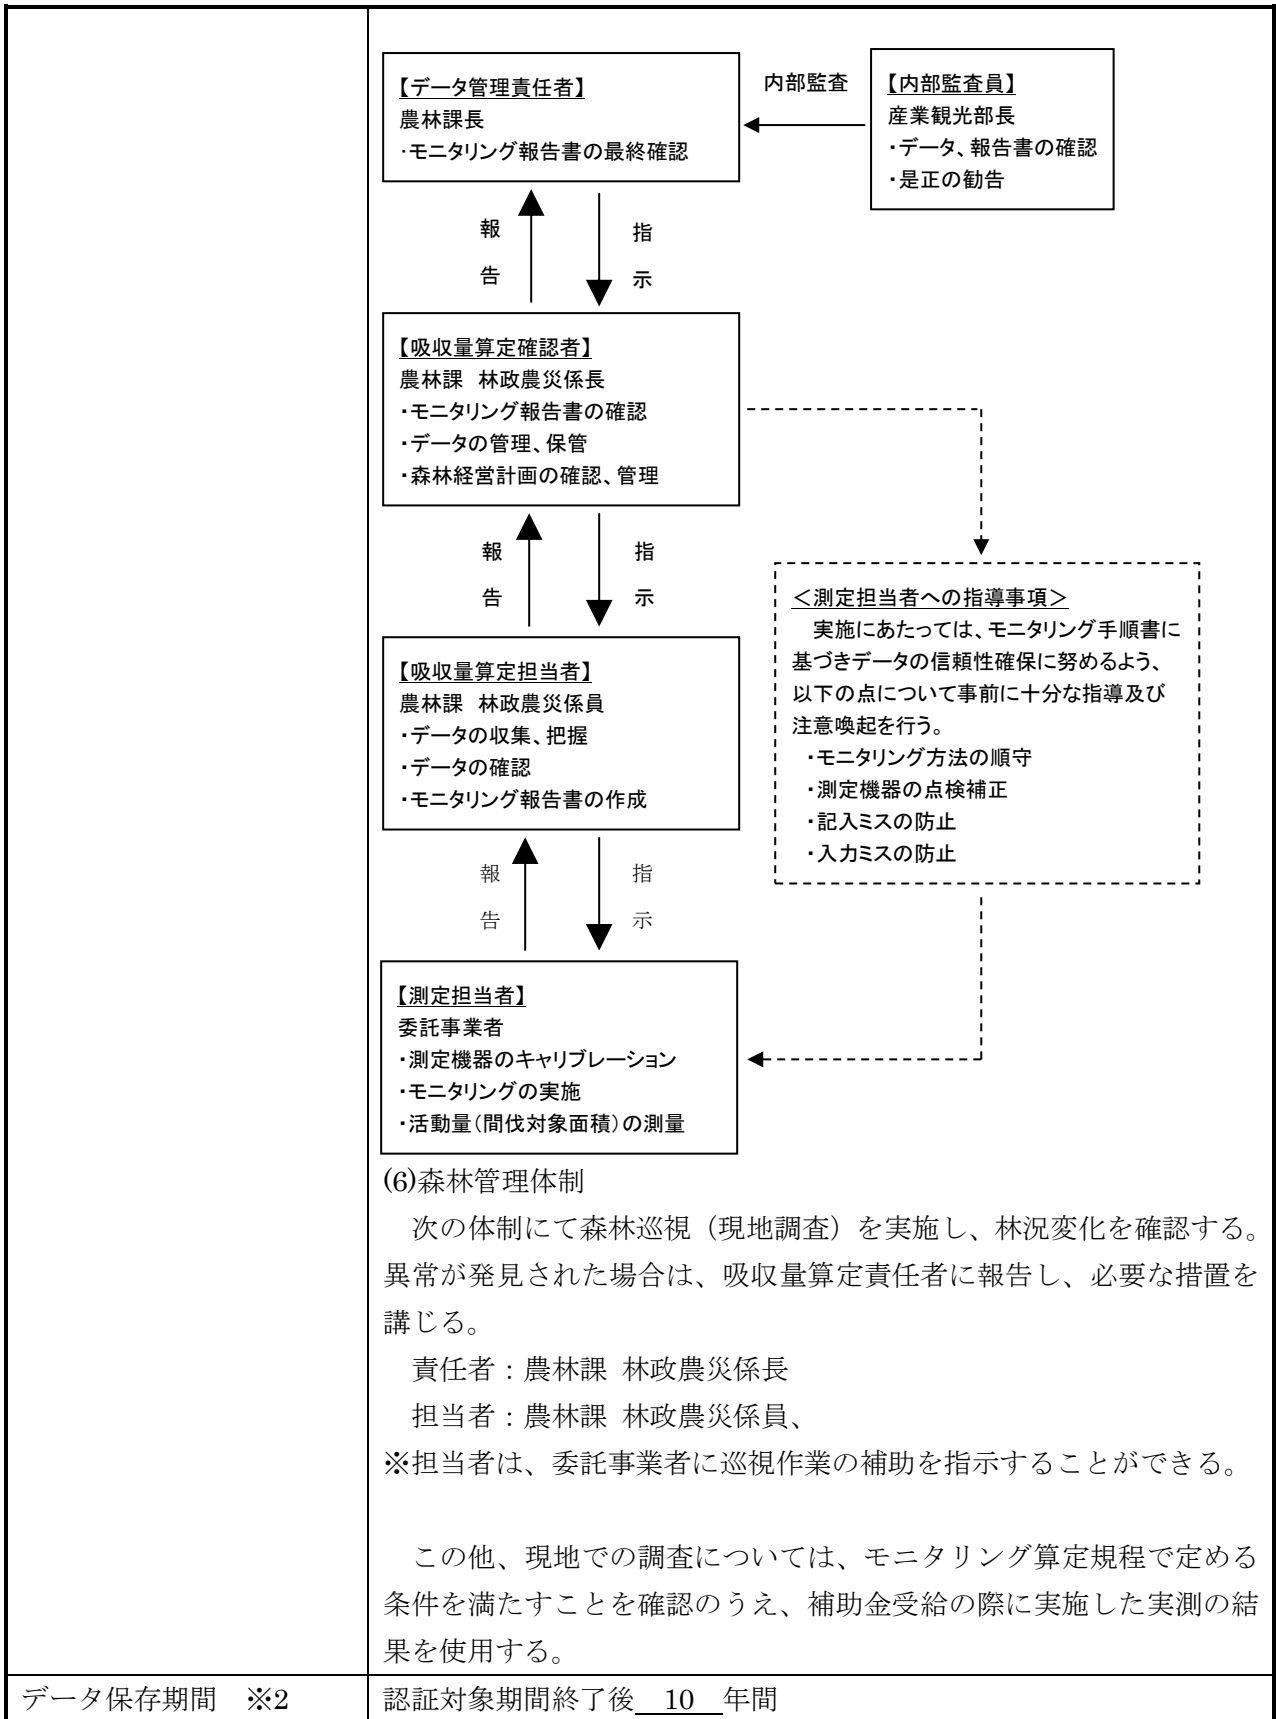 【データ管理責任者】
農林課長
・モニタリング報告書の最終確認
内部監査
【内部監査員】
産業観光部長
・データ、報告書の確認
・是正の勧告
報告
指示
【吸収量算定確認者】
農林課 林政農災係長
・モニタリング報告書の確認
・データの管理、保管
・森林経営計画の確認、管理
報告
指示
<測定担当者への指導事項>
実施にあたっては、モニタリング手順書に
基づきデータの信頼性確保に努めるよう、
以下の点について事前に十分な指導及び
注意喚起を行う。
・モニタリング方法の順守
・測定機器の点検補正
・記入ミスの防止
・入力ミスの防止
【吸収量算定担当者】
農林課 林政農災係員
・データの収集、把握
・データの確認
・モニタリング報告書の作成
報告
指示
【測定担当者】
委託事業者
・測定機器のキャリブレーション
・モニタリングの実施
・活動量(間伐対象面積)の測量
(6)森林管理体制
次の体制にて森林巡視(現地調査)を実施し、林況変化を確認する。
異常が発見された場合は、吸収量算定責任者に報告し、必要な措置を
講じる。
責任者:農林課 林政農災係長
担当者:農林課 林政農災係員、
※担当者は、委託事業者に巡視作業の補助を指示することができる。
この他、現地での調査については、モニタリング算定規程で定める
条件を満たすことを確認のうえ、補助金受給の際に実施した実測の結
果を使用する。
データ保存期間 ※2
認証対象期間終了後 10 年間